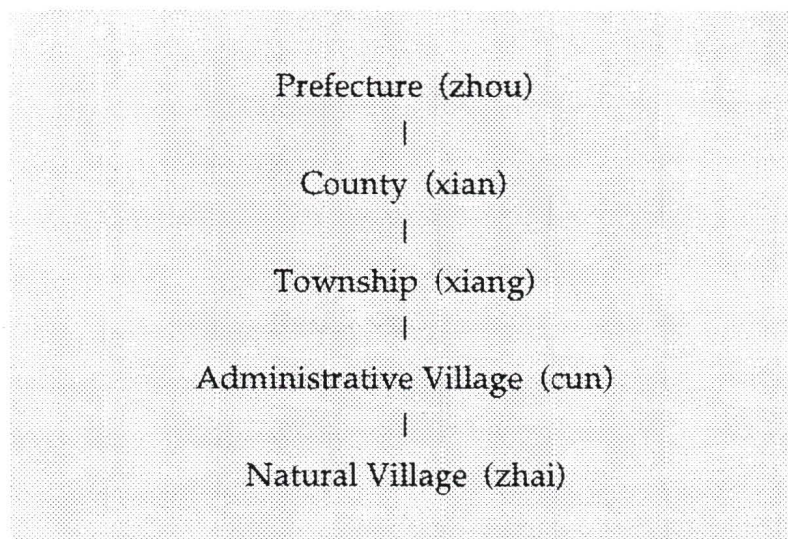 Prefecture (zhou)
County (xian)
Township (xiang)
Administrative Village (cun)
Natural Village (zhai)